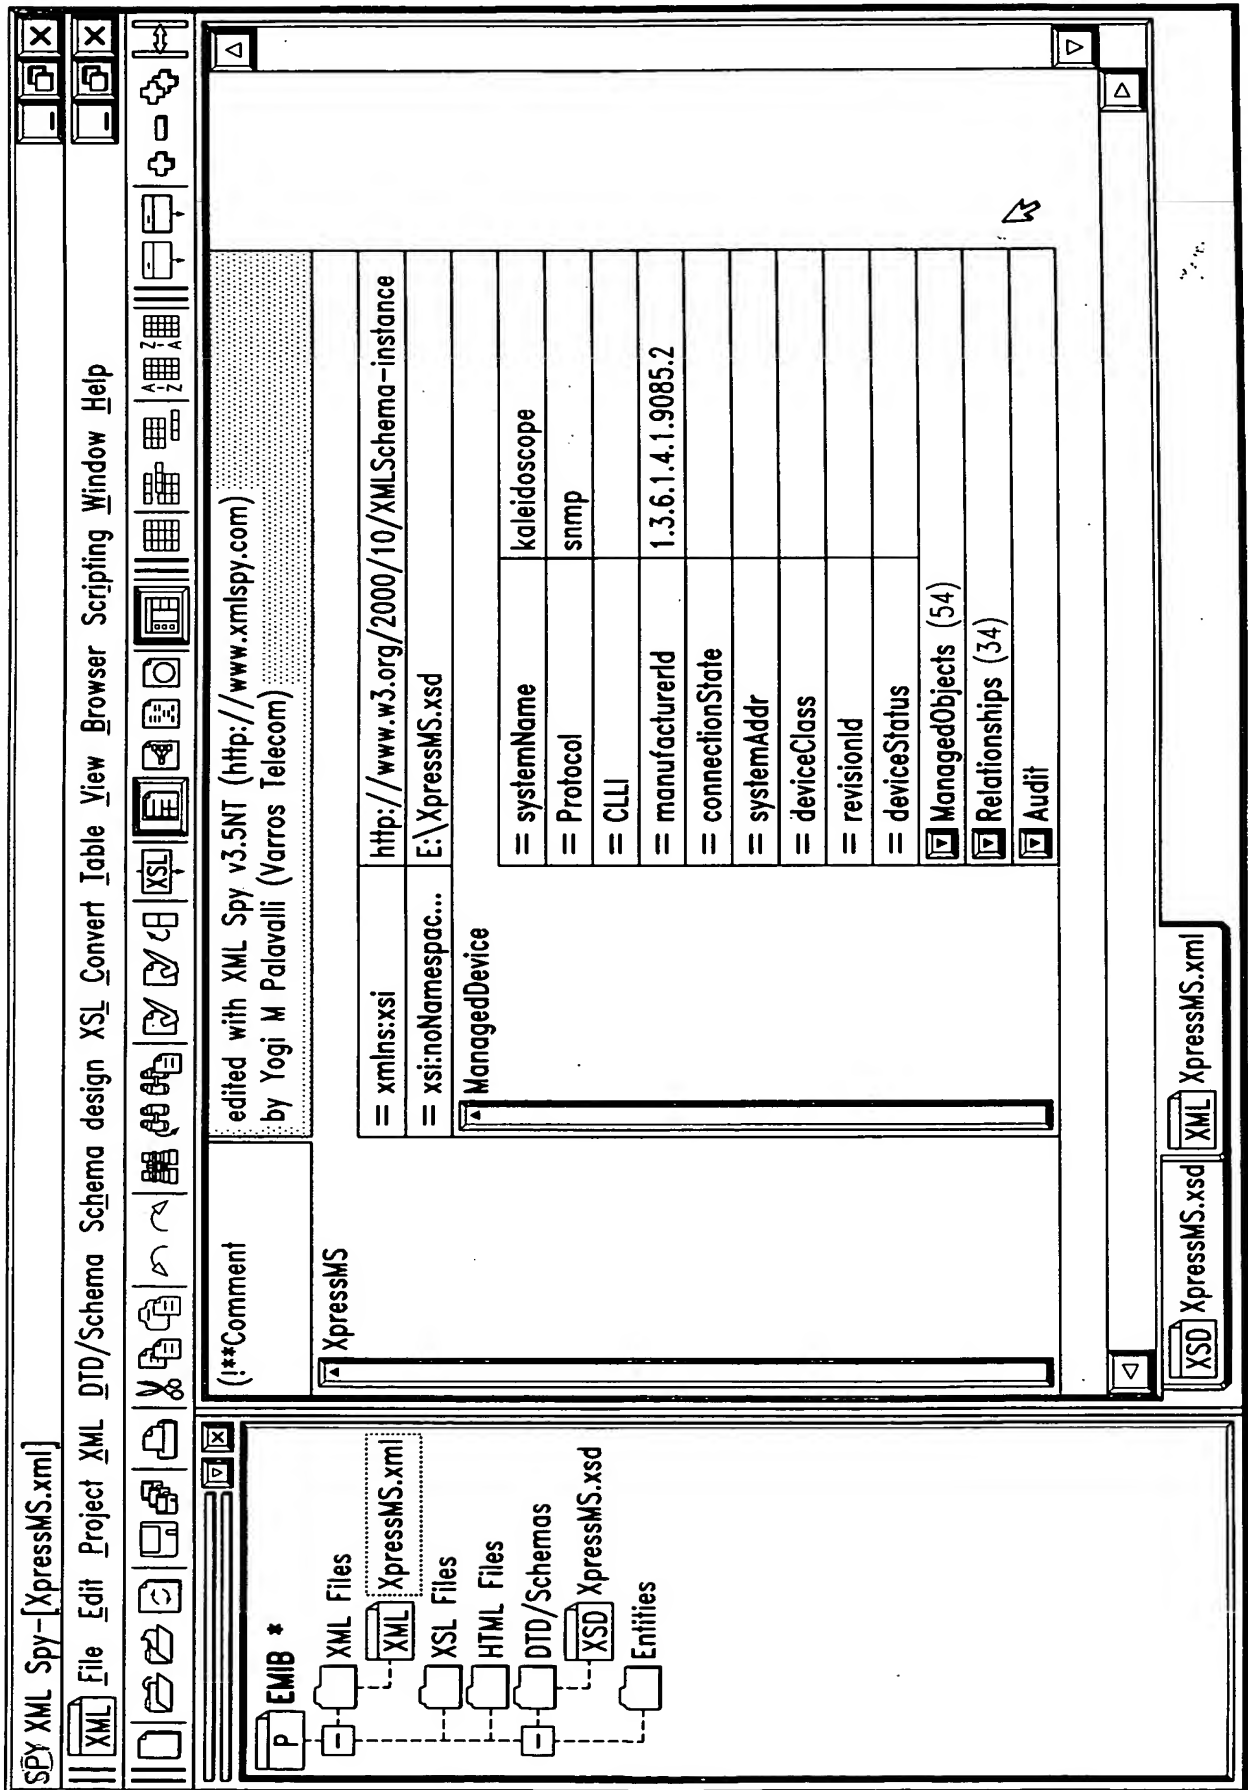 SPY XML Spy-[XpressMS.xml]
XML File Edit Project XML DTD/Schema Schema design XSL Convert Table View Browser Scripting Window Help
XSL A-Z Z-A
P EMIB *
XML Files
XML XpressMS.xml
XSL Files
HTML Files
DTD/Schemas
XSD XpressMS.xsd
Entities
(!**Comment
edited with XML Spy v3.5NT (http://www.xmlspy.com)
by Yogi M Palavalli (Varros Telecom)
XpressMS
= xmlns:xsi http://www.w3.org/2000/10/XMLSchema-instance
= xsi:noNamespac... E:\XpressMS.xsd
ManagedDevice
= systemName kaleidoscope
= Protocol snmp
= CLLI
= manufacturerId 1.3.6.1.4.1.9085.2
= connectionState
= systemAddr
= deviceClass
= revisionId
= deviceStatus
ManagedObjects (54)
Relationships (34)
Audit
XSD XpressMS.xsd XML XpressMS.xml